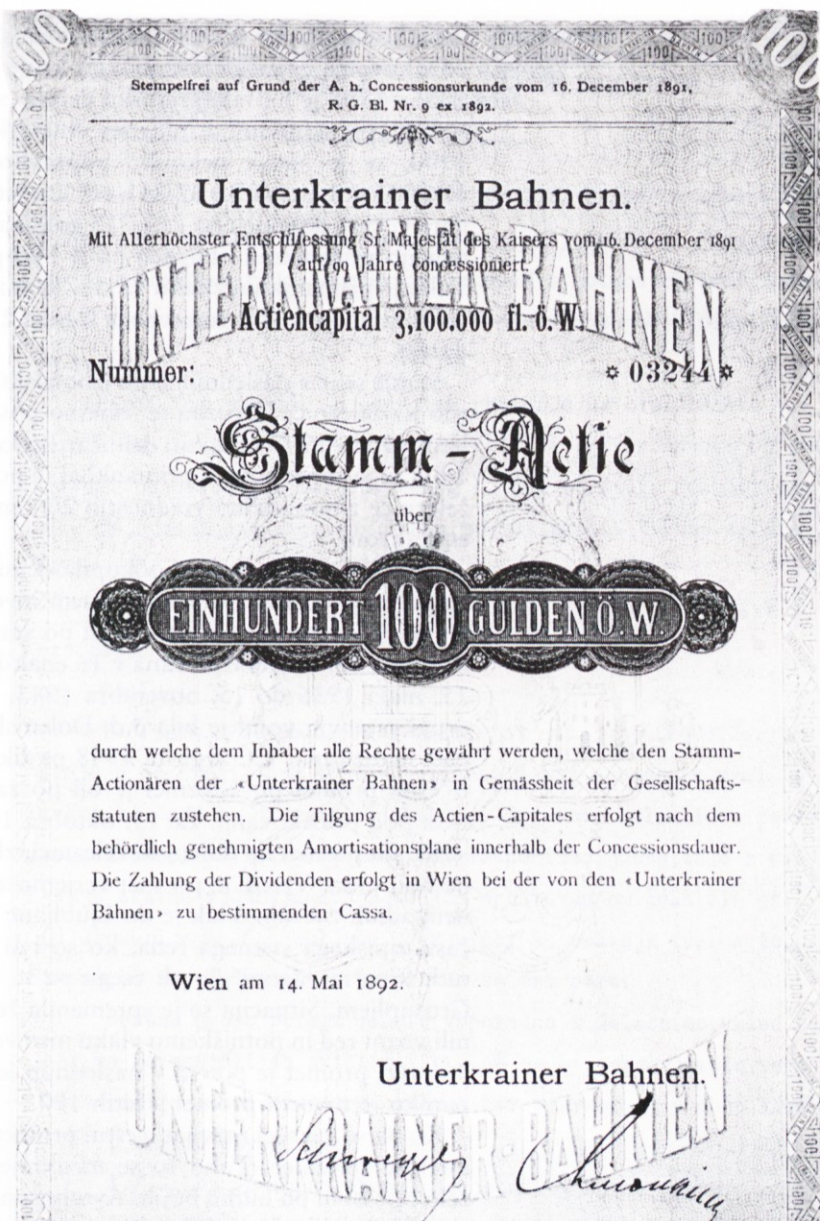 100 100
Stempelfrei auf Grund der A. h. Concessionsurkunde vom 16. December 1891,
R. G. Bl. Nr. 9 ex 1892.
Unterkrainer Bahnen.
Mit Allerhöchster Entschliessung Sr. Majestät des Kaisers vom 16. December 1891
auf 99 Jahre concessioniert.
UNTERKRAINER BAHNEN
Actiencapital 3,100.000 fl. ö. W.
Nummer: 03244
Stamm-Actie
über
EINHUNDERT 100 GULDEN Ö. W
durch welche dem Inhaber alle Rechte gewährt werden, welche den Stamm-
Actionären der «Unterkrainer Bahnen» in Gemässheit der Gesellschafts-
statuten zustehen. Die Tilgung des Actien-Capitales erfolgt nach dem
behördlich genehmigten Amortisationsplane innerhalb der Concessionsdauer.
Die Zahlung der Dividenden erfolgt in Wien bei der von den «Unterkrainer
Bahnen» zu bestimmenden Cassa.
Wien am 14. Mai 1892.
Unterkrainer Bahnen.
UNTERKRAINER BAHNEN